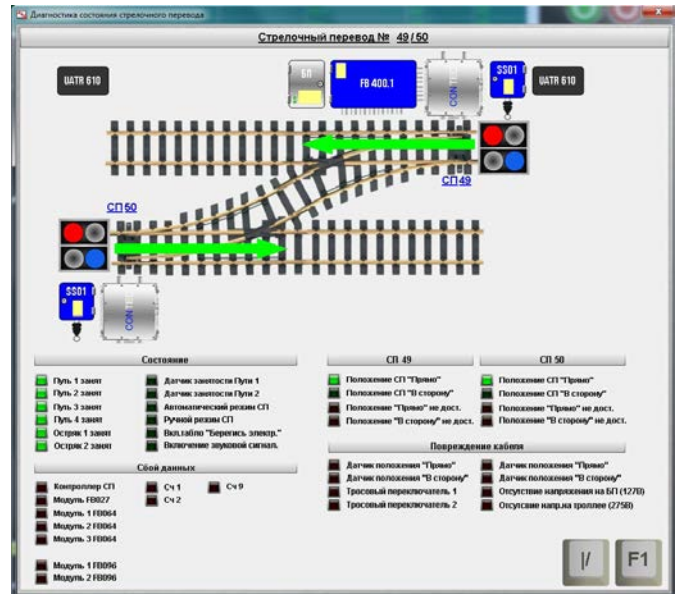 Диагностика состояния стрелочного перевода
Стрелочный перевод № 49/50
UATR 610
БП
FB 400.1
CON
SS01
UATR 610
СП49
СП50
SS01
CON
Состояние
Путь 1 занят
Путь 2 занят
Путь 3 занят
Путь 4 занят
Остряк 1 занят
Остряк 2 занят
Датчик занятости Пути 1
Датчик занятости Пути 2
Автоматический режим СП
Ручной режим СП
Вкл.табло "Берегись электр."
Включение звуковой сигнал.
СП 49
Положение СП "Прямо"
Положение СП "В сторону"
Положение "Прямо" не дост.
Положение "В сторону" не дост.
СП 50
Положение СП "Прямо"
Положение СП "В сторону"
Положение "Прямо" не дост.
Положение "В сторону" не дост.
Сбой данных
Контроллер СП
Модуль FB027
Модуль 1 FB064
Модуль 2 FB064
Модуль 3 FB064
Модуль 1 FB096
Модуль 2 FB096
Сч 1
Сч 2
Сч 9
Повреждение кабеля
Датчик положения "Прямо"
Датчик положения "В сторону"
Тросовый переключатель 1
Тросовый переключатель 2
Датчик положения "Прямо"
Датчик положения "В сторону"
Отсутствие напряжения на БП (127В)
Отсутсвие напр.на троллее (275В)
|/
F1